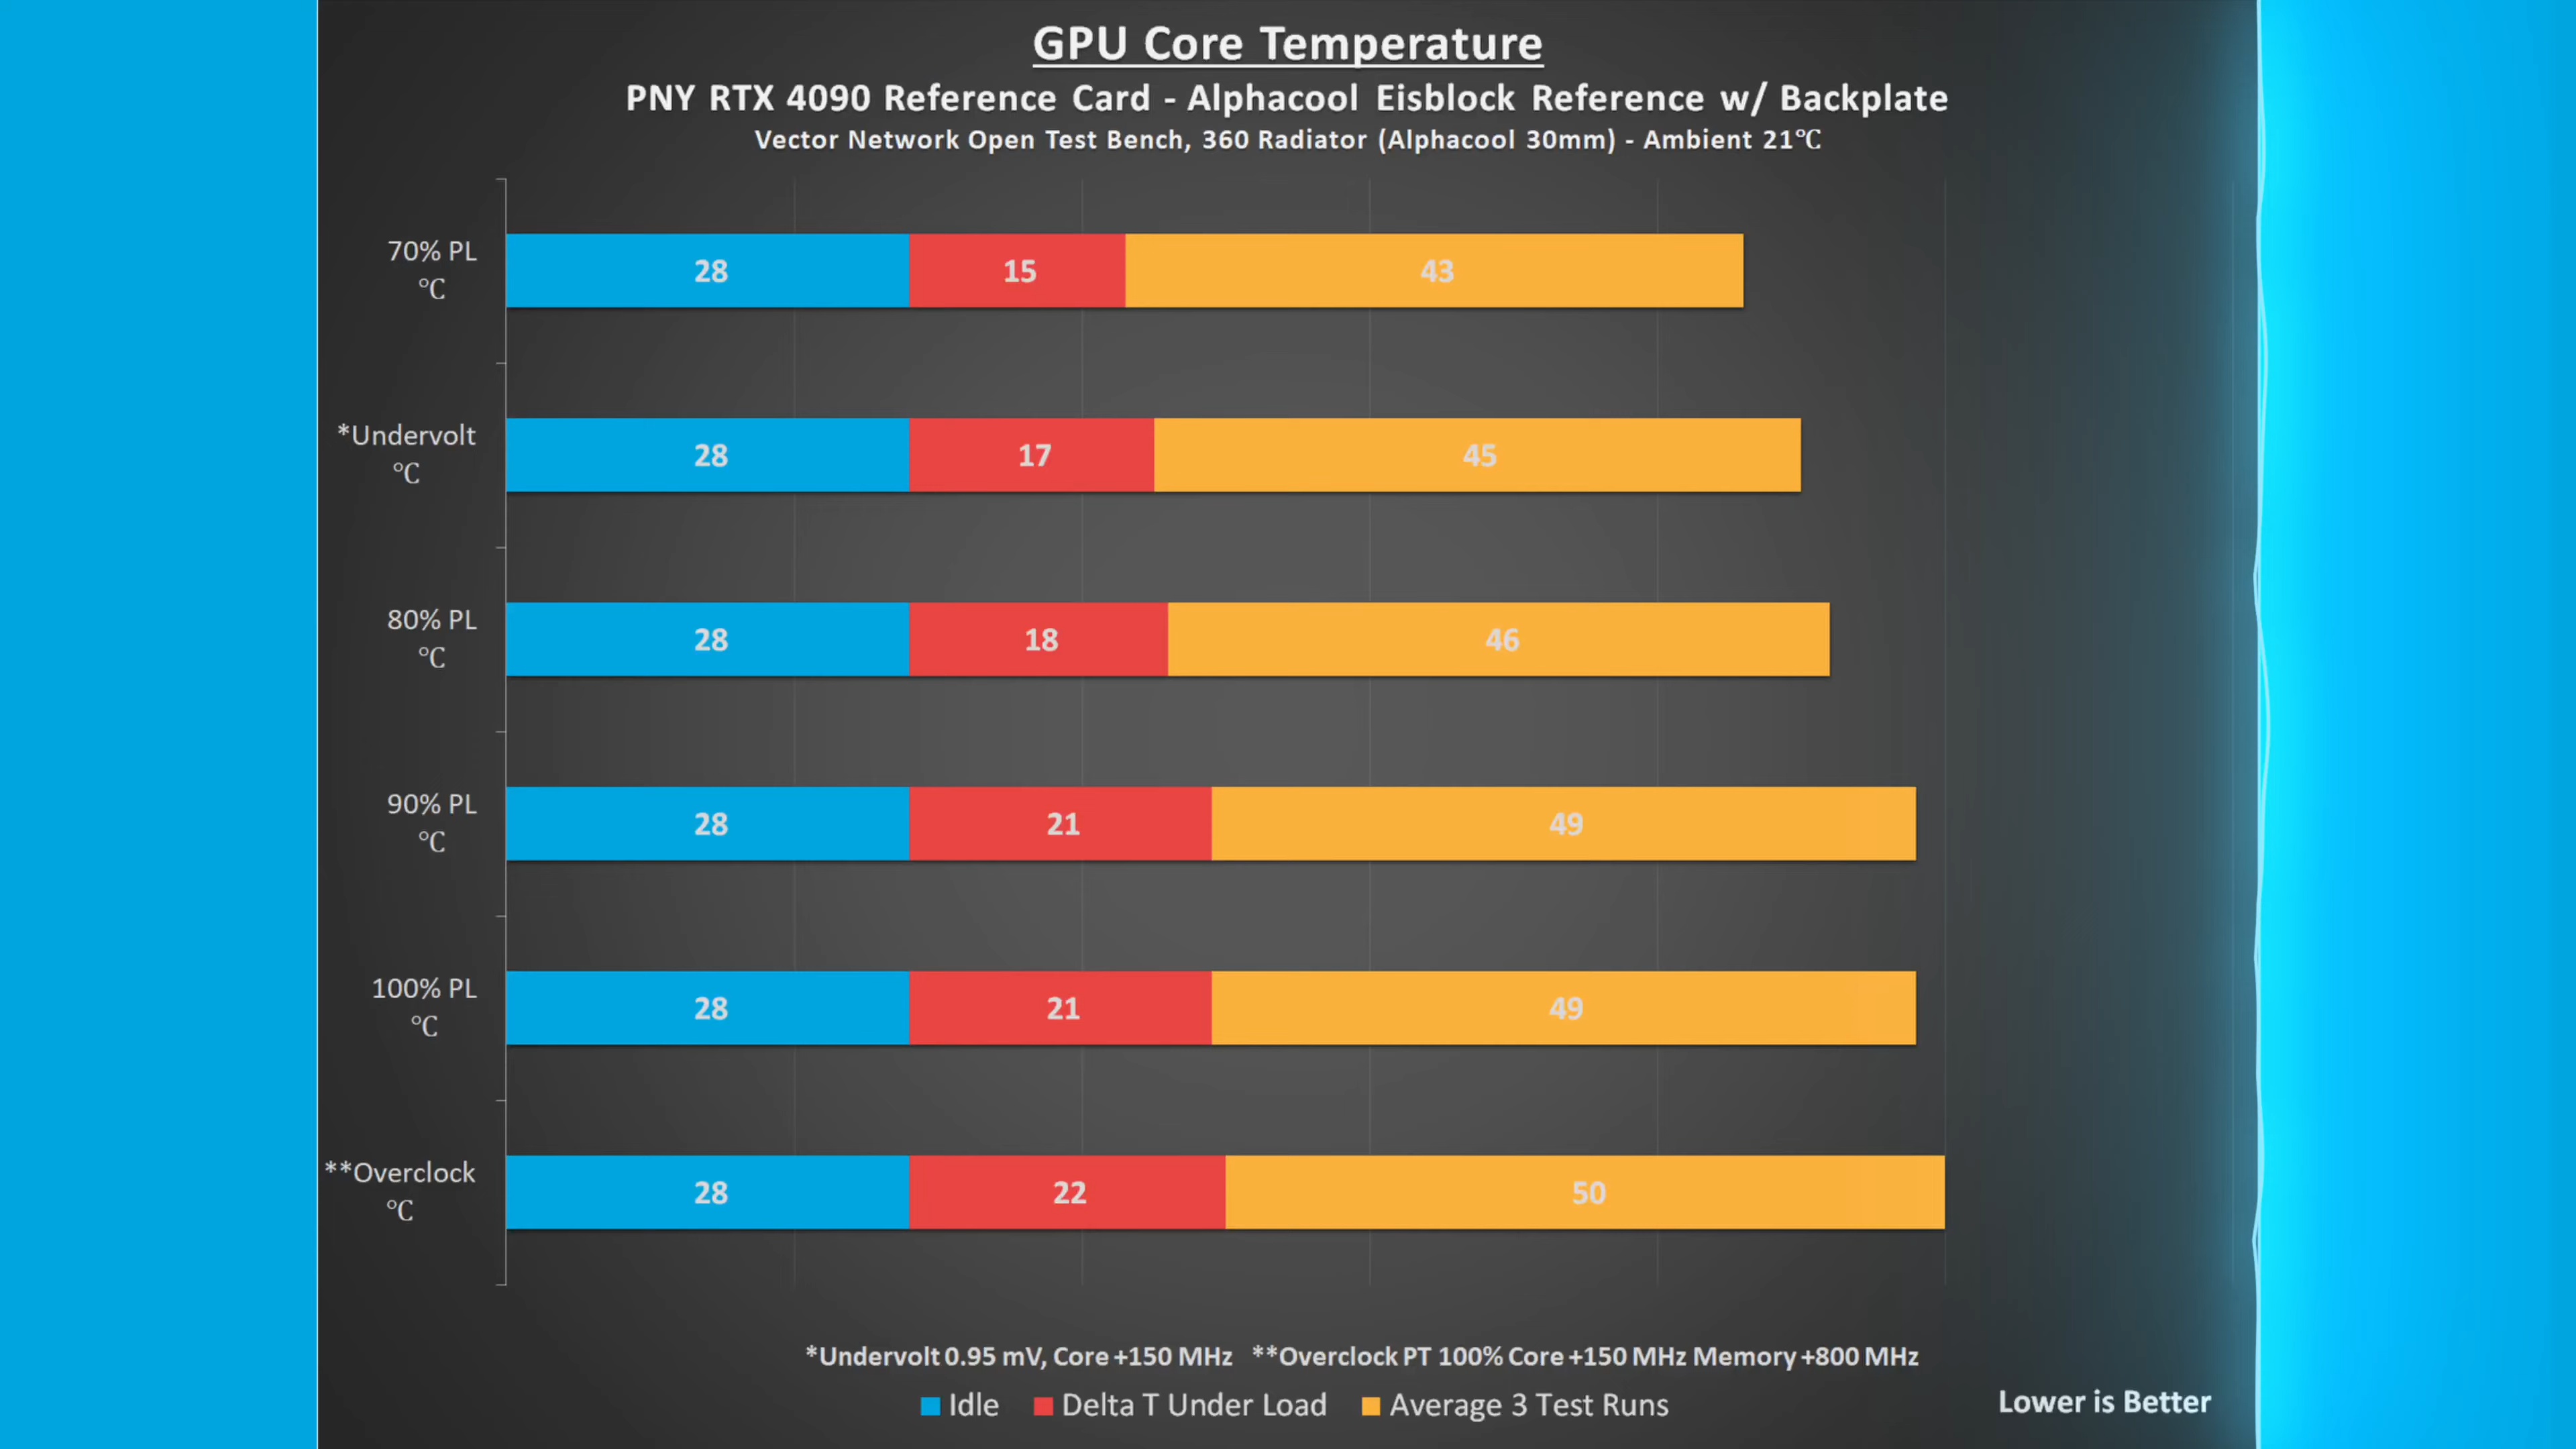 GPU Core Temperature
PNY RTX 4090 Reference Card - Alphacool Eisblock Reference w/ Backplate
Vector Network Open Test Bench, 360 Radiator (Alphacool 30mm) - Ambient 21℃
70% PL
℃
28 15 43
*Undervolt
℃
28 17 45
80% PL
℃
28 18 46
90% PL
℃
28 21 49
100% PL
℃
28 21 49
**Overclock
℃
28 22 50
*Undervolt 0.95 mV, Core +150 MHz **Overclock PT 100% Core +150 MHz Memory +800 MHz
Idle Delta T Under Load Average 3 Test Runs
Lower is Better